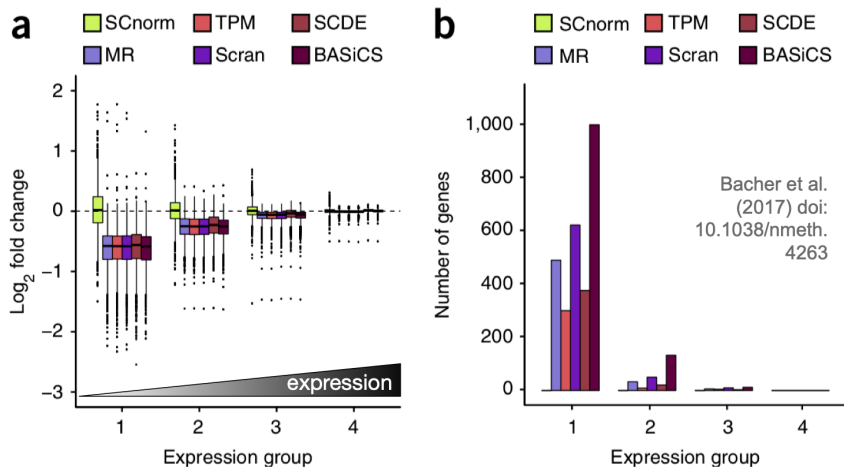 a
SCnorm TPM SCDE
MR Scran BASiCS
Log2 fold change
2
1
0
−1
−2
−3
expression
1 2 3 4
Expression group
b
SCnorm TPM SCDE
MR Scran BASiCS
Number of genes
1,000
800
600
400
200
0
Bacher et al.
(2017) doi:
10.1038/nmeth.
4263
1 2 3 4
Expression group